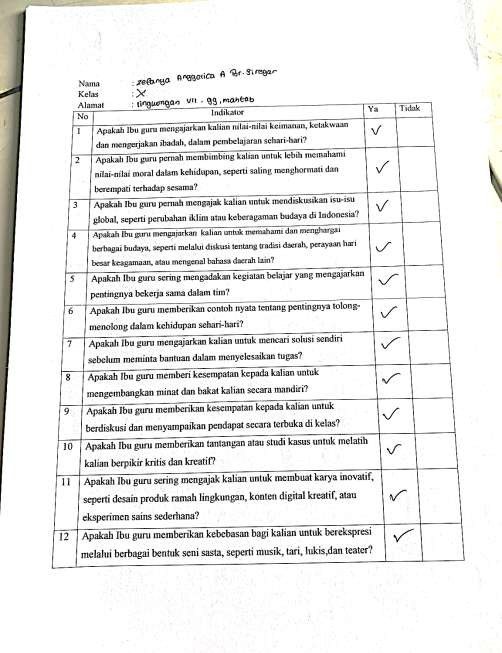 Nama : zefanya Anggarica A Br. Siregar
Kelas : X
Alamat : linguongan VII . gg, mantab
No Indikator Ya Tidak
1 Apakah Ibu guru mengajarkan kalian nilai-nilai keimanan, ketakwaan ✓
dan mengerjakan ibadah, dalam pembelajaran sehari-hari?
2 Apakah Ibu guru pernah membimbing kalian untuk lebih memahami ✓
nilai-nilai moral dalam kehidupan, seperti saling menghormati dan
berempati terhadap sesama?
3 Apakah Ibu guru pernah mengajak kalian untuk mendiskusikan isu-isu ✓
global, seperti perubahan iklim atau keberagaman budaya di Indonesia?
4 Apakah Ibu guru mengajarkan kalian untuk memahami dan menghargai ✓
berbagai budaya, seperti melalui diskusi tentang tradisi daerah, perayaan hari
besar keagamaan, atau mengenal bahasa daerah lain?
5 Apakah Ibu guru sering mengadakan kegiatan belajar yang mengajarkan ✓
pentingnya bekerja sama dalam tim?
6 Apakah Ibu guru memberikan contoh nyata tentang pentingnya tolong- ✓
menolong dalam kehidupan sehari-hari?
7 Apakah Ibu guru mengajarkan kalian untuk mencari solusi sendiri ✓
sebelum meminta bantuan dalam menyelesaikan tugas?
8 Apakah Ibu guru memberi kesempatan kepada kalian untuk ✓
mengembangkan minat dan bakat kalian secara mandiri?
9 Apakah Ibu guru memberikan kesempatan kepada kalian untuk ✓
berdiskusi dan menyampaikan pendapat secara terbuka di kelas?
10 Apakah Ibu guru memberikan tantangan atau studi kasus untuk melatih ✓
kalian berpikir kritis dan kreatif?
11 Apakah Ibu guru sering mengajak kalian untuk membuat karya inovatif, ✓
seperti desain produk ramah lingkungan, konten digital kreatif, atau
eksperimen sains sederhana?
12 Apakah Ibu guru memberikan kebebasan bagi kalian untuk berekspresi ✓
melalui berbagai bentuk seni sasta, seperti musik, tari, lukis,dan teater?